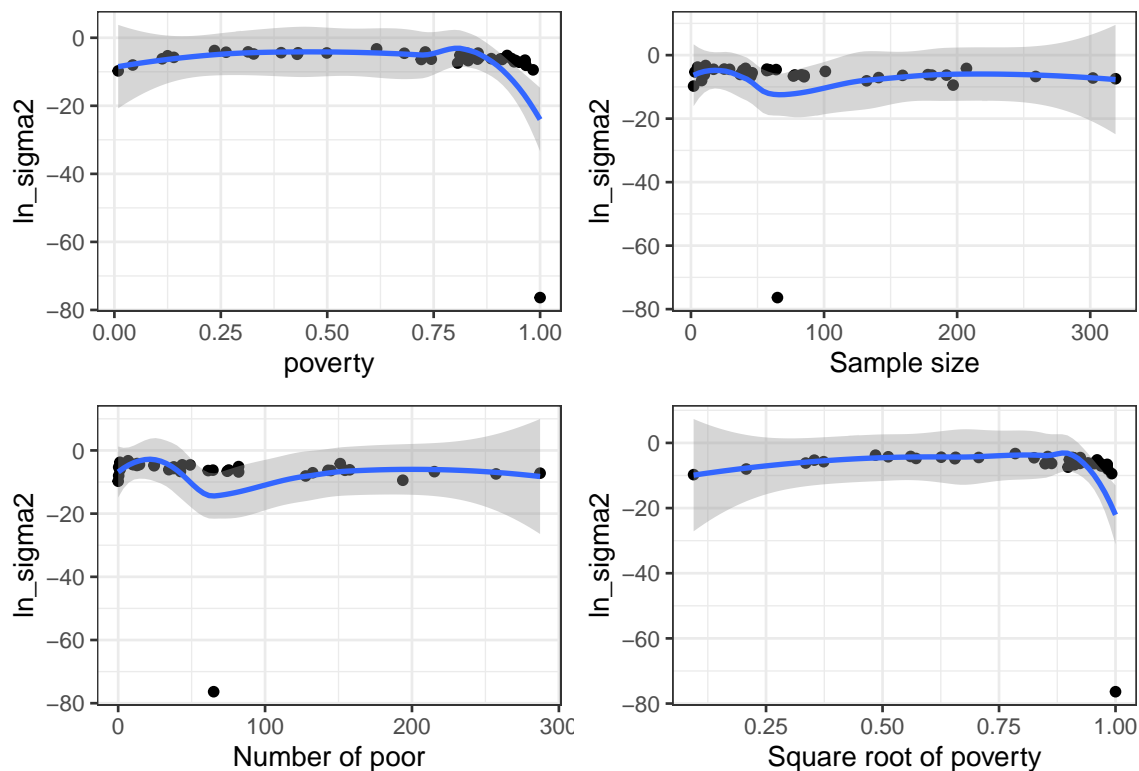 0
−20
−40
−60
−80
ln_sigma2
0.00 0.25 0.50 0.75 1.00
poverty
0
−20
−40
−60
−80
ln_sigma2
0 100 200 300
Sample size
0
−20
−40
−60
−80
ln_sigma2
0 100 200 300
Number of poor
0
−20
−40
−60
−80
ln_sigma2
0.25 0.50 0.75 1.00
Square root of poverty